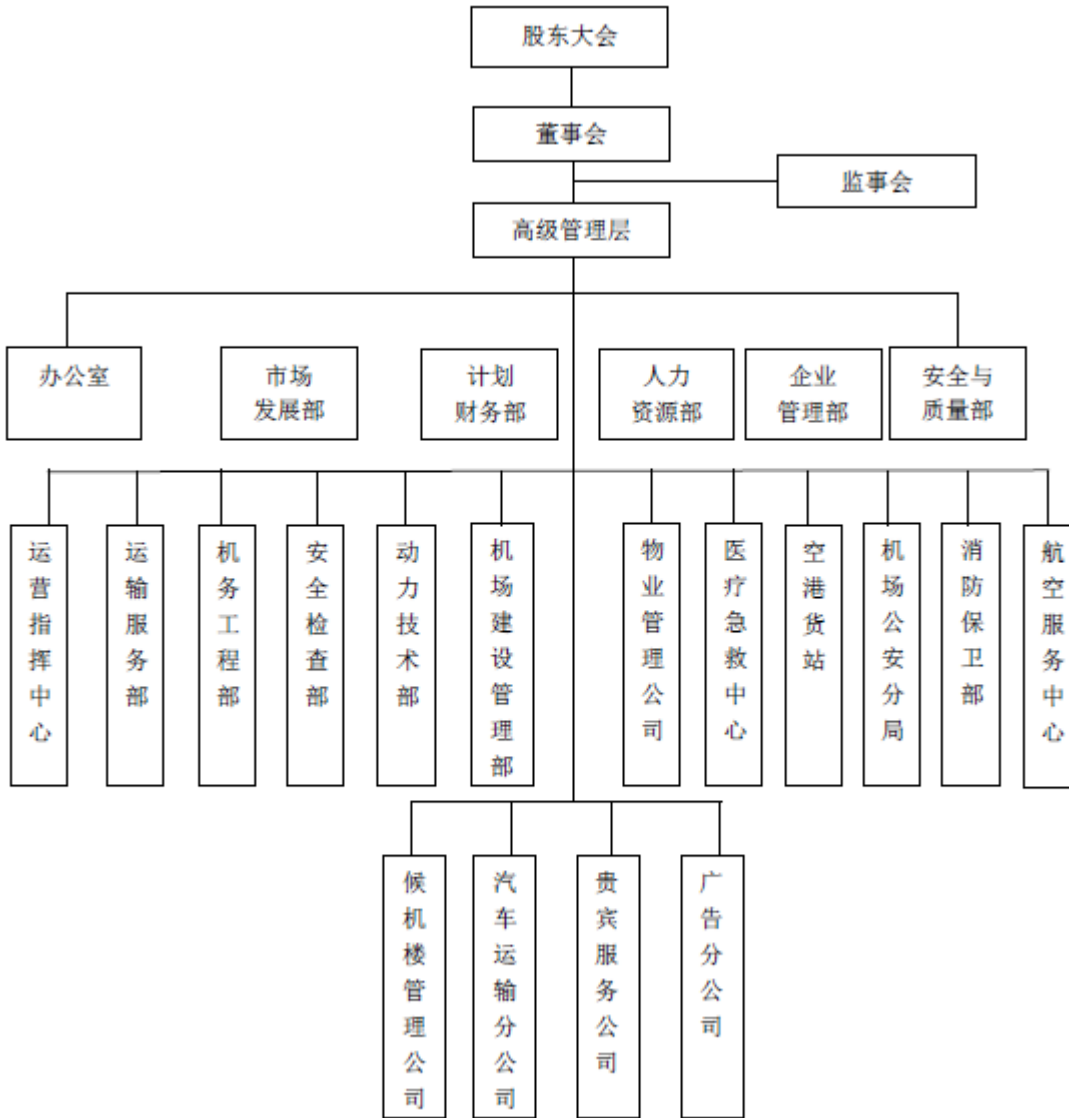 股东大会
董事会
监事会
高级管理层
办公室
市场
发展部
计划
财务部
人力
资源部
企业
管理部
安全与
质量部
运营指挥中心
运输服务部
机务工程部
安全检查部
动力技术部
机场建设管理部
物业管理公司
医疗急救中心
空港货站
机场公安分局
消防保卫部
航空服务中心
候机楼管理公司
汽车运输分公司
贵宾服务公司
广告分公司